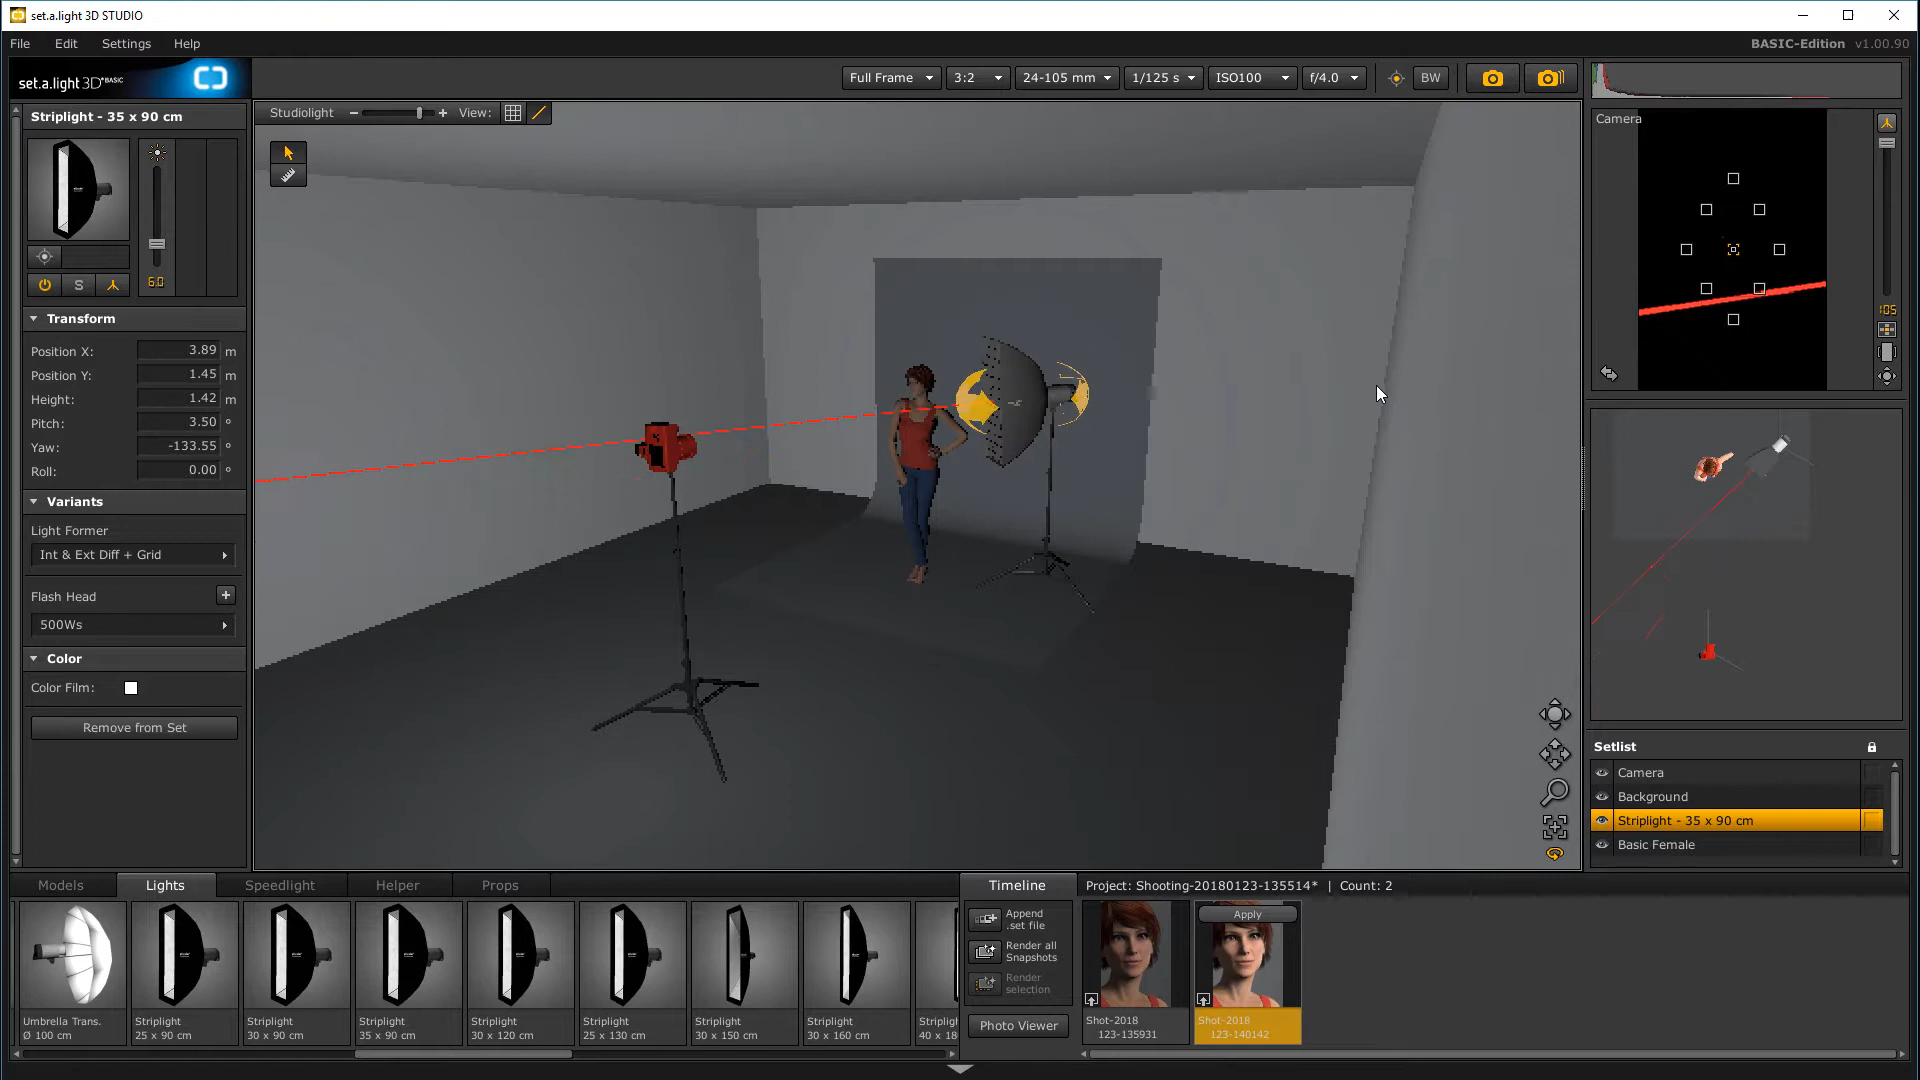 set.a.light 3D STUDIO
File Edit Settings Help
BASIC-Edition v1.00.90
set.a.light 3D BASIC
Full Frame 3:2 24-105 mm 1/125 s ISO100 f/4.0 BW
Striplight - 35 x 90 cm
Studiolight View:
Camera
S
6.0
105
Transform
Position X: 3.89 m
Position Y: 1.45 m
Height: 1.42 m
Pitch: 3.50 °
Yaw: -133.55 °
Roll: 0.00 °
Variants
Light Former
Int & Ext Diff + Grid
Flash Head
500Ws
Color
Color Film:
Remove from Set
Setlist
Camera
Background
Striplight - 35 x 90 cm
Basic Female
Models Lights Speedlight Helper Props
Timeline Project: Shooting-20180123-135514* | Count: 2
Umbrella Trans.
Ø 100 cm
Striplight
25 x 90 cm
Striplight
30 x 90 cm
Striplight
35 x 90 cm
Striplight
30 x 120 cm
Striplight
25 x 130 cm
Striplight
30 x 150 cm
Striplight
30 x 160 cm
Striplight
40 x 18
Append
.set file
Render all
Snapshots
Render
selection
Photo Viewer
Apply
Shot-2018
123-135931
Shot-2018
123-140142